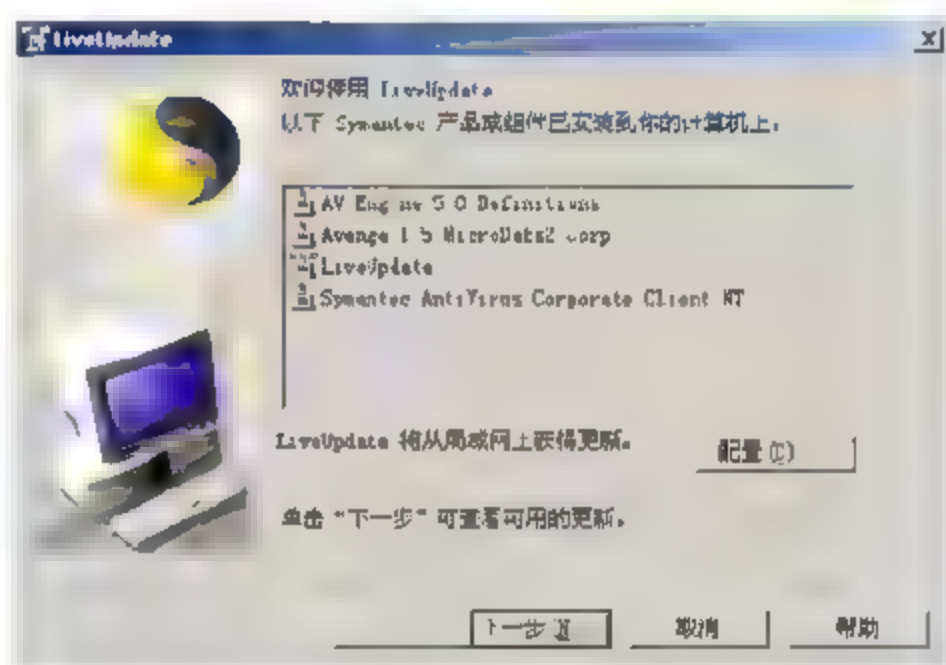 LiveUpdate
欢迎使用 LiveUpdate
以下 Symantec 产品或组件已安装到你的计算机上。
AV Engine 5.0 Definitions
Avenge 1.5 MicroDefs2 Corp
LiveUpdate
Symantec AntiVirus Corporate Client NT
LiveUpdate 将从局域网上获得更新。
配置(C)
单击“下一步”可查看可用的更新。
下一步
取消
帮助